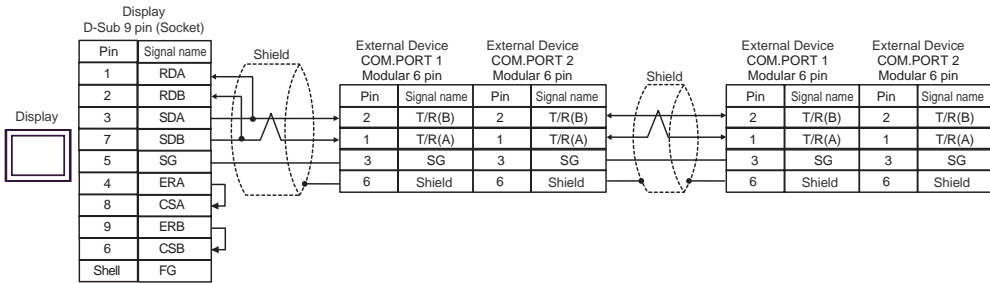 Display
D-Sub 9 pin (Socket)
Pin Signal name
1 RDA
2 RDB
3 SDA
7 SDB
5 SG
4 ERA
8 CSA
9 ERB
6 CSB
Shell FG
Display
Shield
External Device
COM.PORT 1
Modular 6 pin
Pin Signal name
2 T/R(B)
1 T/R(A)
3 SG
6 Shield
External Device
COM.PORT 2
Modular 6 pin
Pin Signal name
2 T/R(B)
1 T/R(A)
3 SG
6 Shield
Shield
External Device
COM.PORT 1
Modular 6 pin
Pin Signal name
2 T/R(B)
1 T/R(A)
3 SG
6 Shield
External Device
COM.PORT 2
Modular 6 pin
Pin Signal name
2 T/R(B)
1 T/R(A)
3 SG
6 Shield